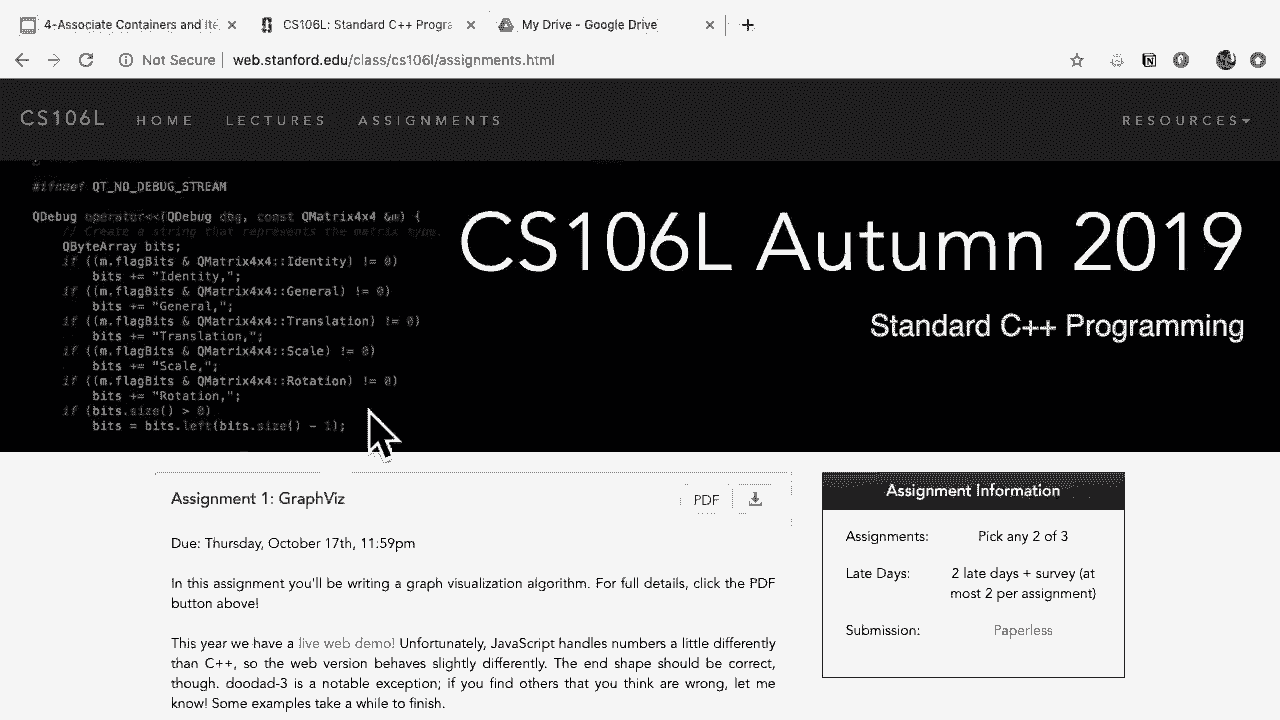 4-Associate Containers and Ite
CS106L: Standard C++ Progra
My Drive - Google Drive
Not Secure
web.stanford.edu/class/cs106l/assignments.html
CS106L
HOME
LECTURES
ASSIGNMENTS
RESOURCES
#ifndef QT_NO_DEBUG_STREAM
QDebug operator<<(QDebug dbg, const QMatrix4x4 &m) {
// Create a string that represents the matrix type.
QByteArray bits;
if ((m.flagBits & QMatrix4x4::Identity) != 0)
bits += "Identity,";
if ((m.flagBits & QMatrix4x4::General) != 0)
bits += "General,";
if ((m.flagBits & QMatrix4x4::Translation) != 0)
bits += "Translation,";
if ((m.flagBits & QMatrix4x4::Scale) != 0)
bits += "Scale,";
if ((m.flagBits & QMatrix4x4::Rotation) != 0)
bits += "Rotation,";
if (bits.size() > 0)
bits = bits.left(bits.size() - 1);
CS106L Autumn 2019
Standard C++ Programming
Assignment 1: GraphViz
PDF
Due: Thursday, October 17th, 11:59pm
In this assignment you'll be writing a graph visualization algorithm. For full details, click the PDF
button above!
This year we have a live web demo! Unfortunately, JavaScript handles numbers a little differently
than C++, so the web version behaves slightly differently. The end shape should be correct,
though. doodad-3 is a notable exception; if you find others that you think are wrong, let me
know! Some examples take a while to finish.
Assignment Information
Assignments: Pick any 2 of 3
Late Days: 2 late days + survey (at
most 2 per assignment)
Submission: Paperless